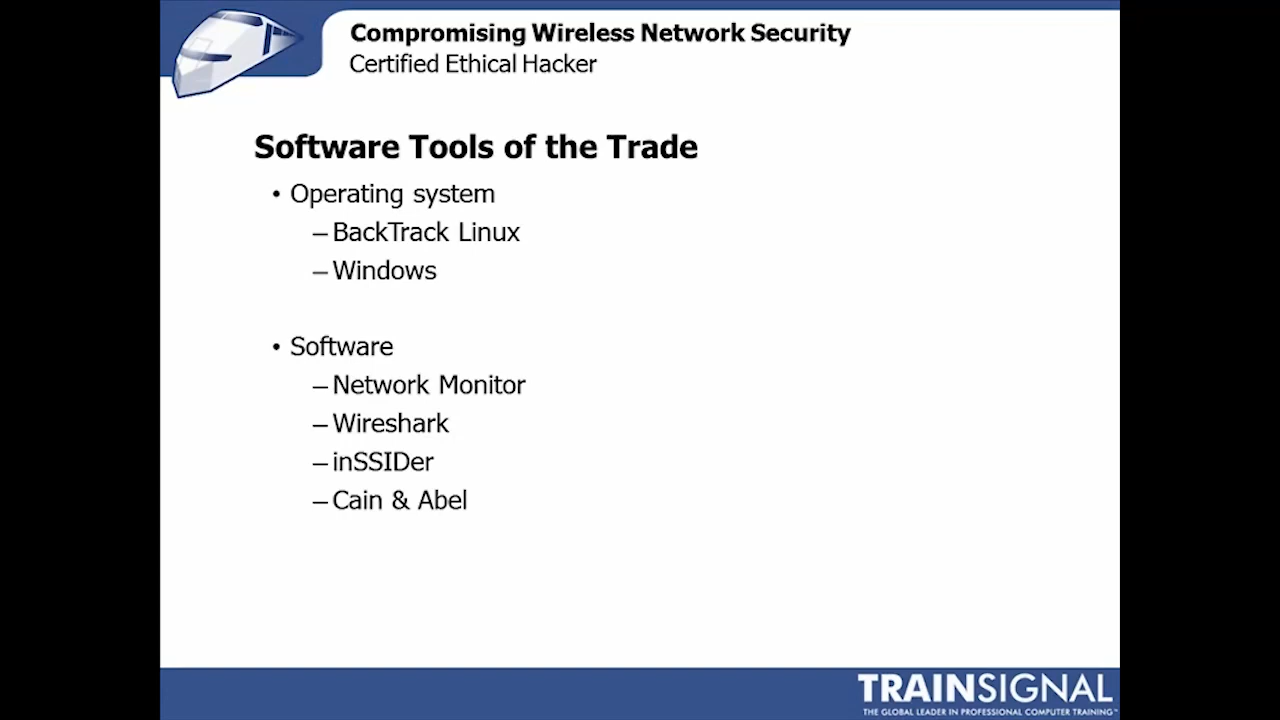 Compromising Wireless Network Security
Certified Ethical Hacker
Software Tools of the Trade
• Operating system
– BackTrack Linux
– Windows
• Software
– Network Monitor
– Wireshark
– inSSIDer
– Cain & Abel
TRAINSIGNAL
THE GLOBAL LEADER IN PROFESSIONAL COMPUTER TRAINING™